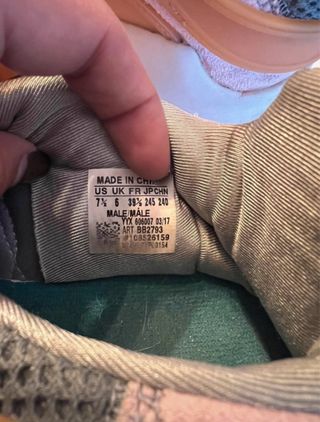 MADE IN CHINA
US UK FR JP CHN
7½ 6 39⅓ 245 240
MALE/MALE
YYX 606007 03/17
ART BB2793
#108526159